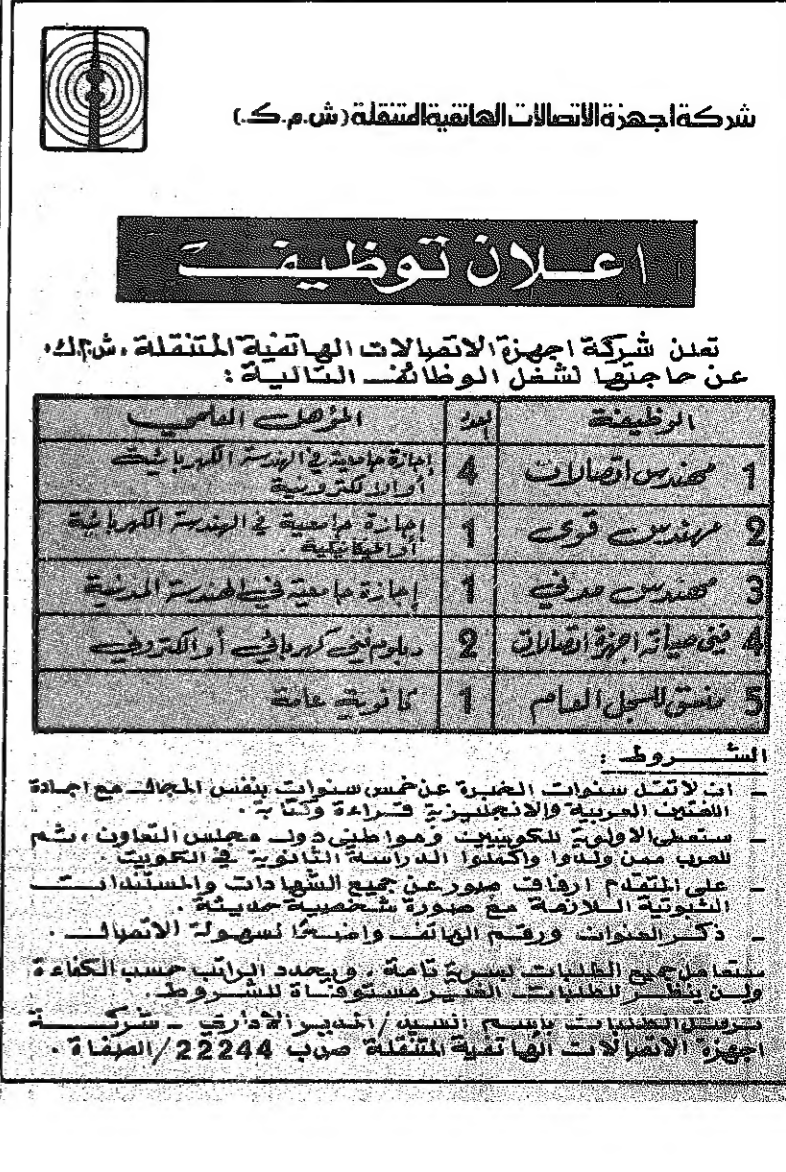 شركة اجهزة الاتصالات الهاتفية المتنقلة (ش.م.ك.)
اعلان توظيف
تعلن شركة اجهزة الاتصالات الهاتفية المتنقلة ، ش.م.ك،
عن حاجتها لشغل الوظائف التالية :
الوظيفة العدد المؤهل العلمي
1 مهندس اتصالات 4 إجازة جامعية في الهندسة الكهربائية
أو الالكترونية
2 مهندس قوى 1 إجازة جامعية في الهندسة الكهربائية
أو الميكانيكية .
3 مهندس مدني 1 إجازة جامعية في الهندسة المدنية
4 فني صيانة اجهزة اتصالات 2 دبلوم فني كهربائي أو الكتروني
5 منسق للسجل العام 1 ثانوية عامة
الشروط :
ـ ان لا تقل سنوات الخبرة عن خمس سنوات بنفس المجال مع اجادة
اللغتين العربية والانجليزية قراءة وكتابة .
ـ ستعطى الاولوية للكويتيين ومواطني دول مجلس التعاون ، ثم
للعرب ممن ولدوا واكملوا الدراسة الثانوية في الكويت .
ـ على المتقدم ارفاق صور عن جميع الشهادات والمستندات
الثبوتية اللازمة مع صورة شخصية حديثة .
ـ ذكر العنوان ورقم الهاتف واضحا لسهولة الاتصال .
ستعامل جميع الطلبات بسرية تامة ، ويحدد الراتب حسب الكفاءة
ولن ينظر للطلبات الغير مستوفاة للشروط .
ترسل الطلبات باسم السيد / المدير الاداري ـ شركة
اجهزة الاتصالات الهاتفية المتنقلة ص.ب 22244/الصفاة .